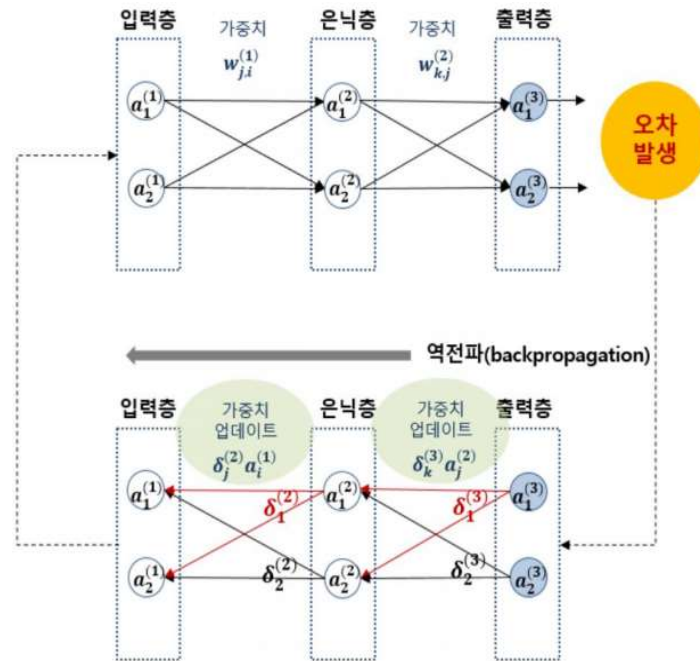 입력층 가중치 은닉층 가중치 출력층
w_{j.i}^{(1)} w_{k.j}^{(2)}
a_1^{(1)} a_1^{(2)} a_1^{(3)}
오차
발생
a_2^{(1)} a_2^{(2)} a_2^{(3)}
역전파(backpropagation)
입력층 가중치 은닉층 가중치 출력층
업데이트 업데이트
δ_j^{(2)}a_i^{(1)} δ_k^{(3)}a_j^{(2)}
a_1^{(1)} δ_1^{(2)} a_1^{(2)} δ_1^{(3)} a_1^{(3)}
a_2^{(1)} δ_2^{(2)} a_2^{(2)} δ_2^{(3)} a_2^{(3)}